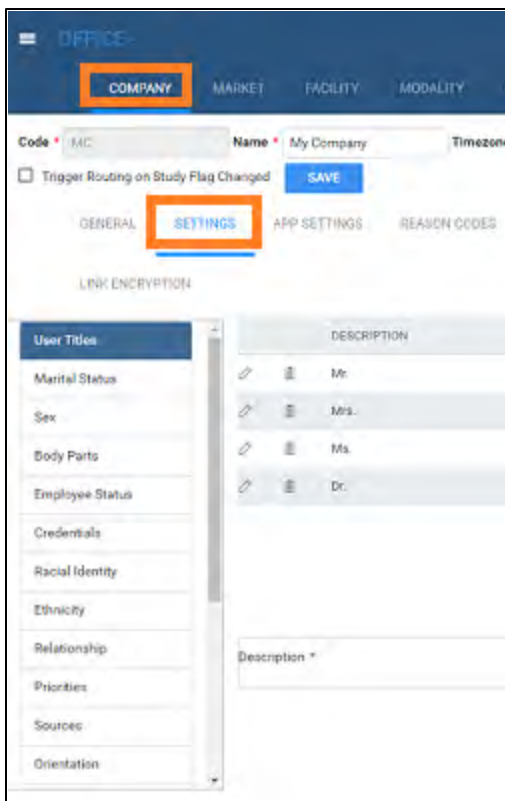 OFFICE
COMPANY MARKET FACILITY MODALITY
Code * MC Name * My Company Timezone
Trigger Routing on Study Flag Changed SAVE
GENERAL SETTINGS APP SETTINGS REASON CODES
LINK ENCRYPTION
User Titles
DESCRIPTION
Marital Status
Mr.
Sex
Mrs.
Body Parts
Ms.
Employee Status
Dr.
Credentials
Racial Identity
Ethnicity
Relationship
Description *
Priorities
Sources
Orientation